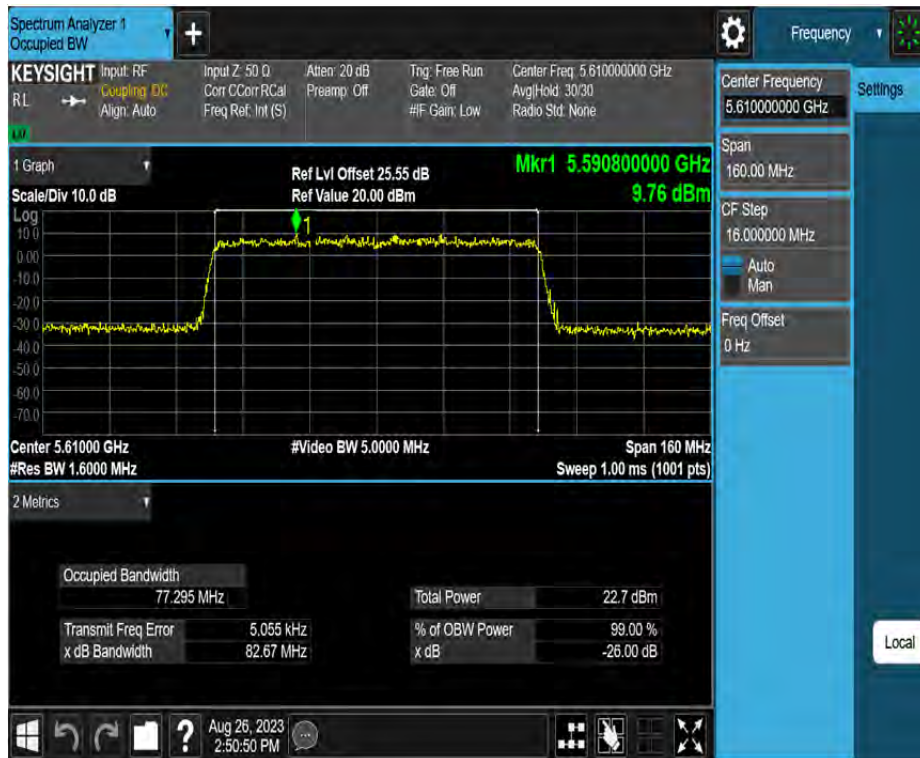 Spectrum Analyzer 1
Occupied BW
+
Frequency
KEYSIGHT Input: RF Input Z: 50 Ω Atten: 20 dB Trig: Free Run Center Freq: 5.610000000 GHz
RL Coupling: DC Corr CCorr RCal Preamp: Off Gate: Off Avg|Hold: 30/30
Align: Auto Freq Ref: Int (S) #IF Gain: Low Radio Std: None
Center Frequency
5.610000000 GHz
Settings
Span
160.00 MHz
CF Step
16.000000 MHz
Auto
Man
Freq Offset
0 Hz
1 Graph
Scale/Div 10.0 dB
Ref Lvl Offset 25.55 dB
Ref Value 20.00 dBm
Mkr1 5.590800000 GHz
9.76 dBm
Log
10.0
0.00
-10.0
-20.0
-30.0
-40.0
-50.0
-60.0
-70.0
1
Center 5.61000 GHz #Video BW 5.0000 MHz Span 160 MHz
#Res BW 1.6000 MHz Sweep 1.00 ms (1001 pts)
2 Metrics
Occupied Bandwidth
77.295 MHz
Total Power 22.7 dBm
Transmit Freq Error 5.055 kHz % of OBW Power 99.00 %
x dB Bandwidth 82.67 MHz x dB -26.00 dB
Local
?
Aug 26, 2023
2:50:50 PM